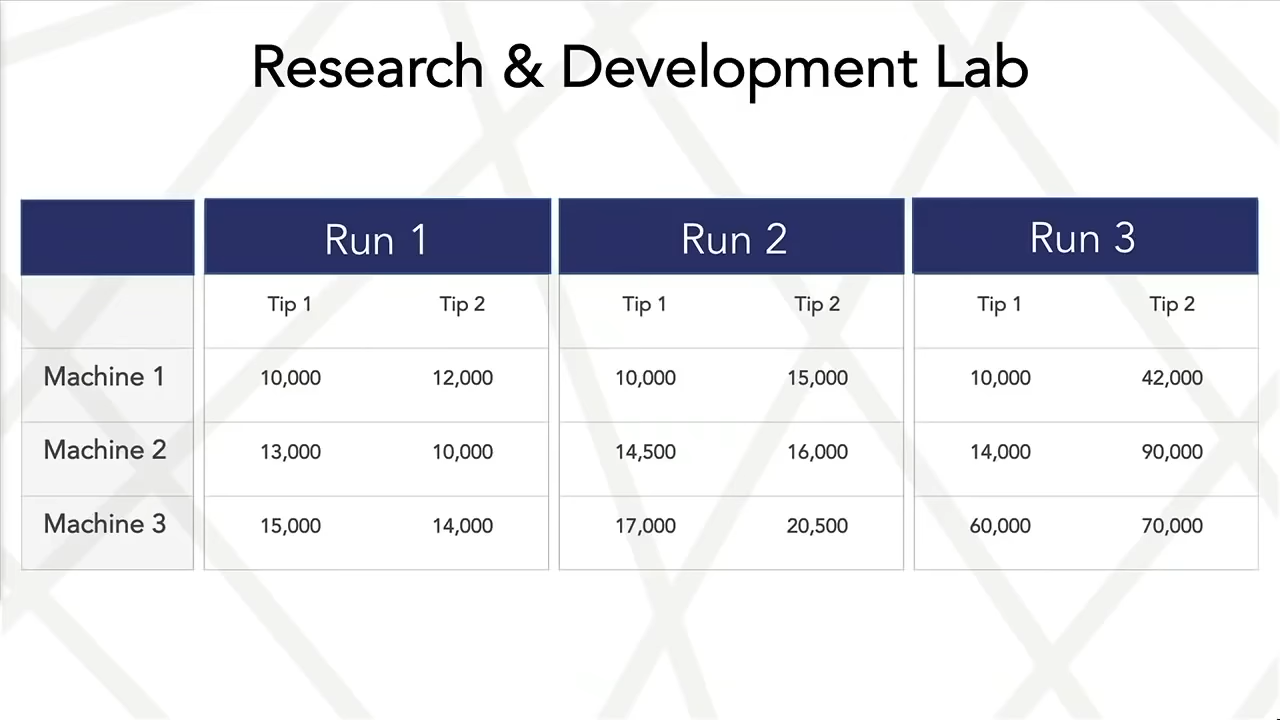 Research & Development Lab
Run 1 Run 2 Run 3
Tip 1 Tip 2 Tip 1 Tip 2 Tip 1 Tip 2
Machine 1 10,000 12,000 10,000 15,000 10,000 42,000
Machine 2 13,000 10,000 14,500 16,000 14,000 90,000
Machine 3 15,000 14,000 17,000 20,500 60,000 70,000